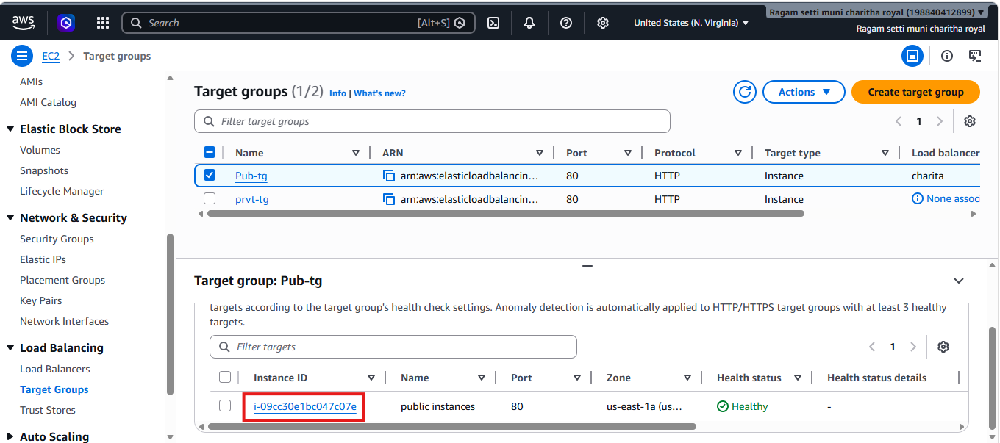 aws
Search [Alt+S]
United States (N. Virginia)
Ragam setti muni charitha royal (198840412899)
Ragam setti muni charitha royal
EC2 Target groups
AMIs
AMI Catalog
Elastic Block Store
Volumes
Snapshots
Lifecycle Manager
Network & Security
Security Groups
Elastic IPs
Placement Groups
Key Pairs
Network Interfaces
Load Balancing
Load Balancers
Target Groups
Trust Stores
Auto Scaling
Target groups (1/2) Info | What's new?
Actions
Create target group
Filter target groups
1
Name ARN Port Protocol Target type Load balancer
Pub-tg arn:aws:elasticloadbalancin... 80 HTTP Instance charita
prvt-tg arn:aws:elasticloadbalancin... 80 HTTP Instance None assoc
Target group: Pub-tg
targets according to the target group's health check settings. Anomaly detection is automatically applied to HTTP/HTTPS target groups with at least 3 healthy
targets.
Filter targets
1
Instance ID Name Port Zone Health status Health status details
i-09cc30e1bc047c07e public instances 80 us-east-1a (us... Healthy -